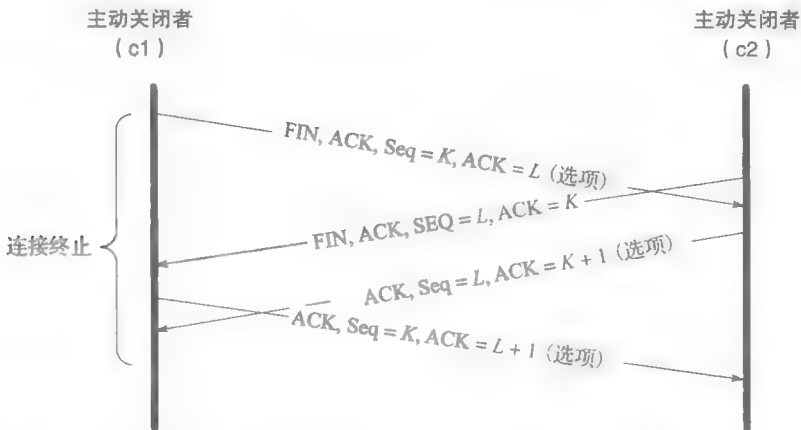 主动关闭者
（c1）
主动关闭者
（c2）
FIN, ACK, Seq = K, ACK = L（选项）
FIN, ACK, SEQ = L, ACK = K
连接终止
ACK, Seq = L, ACK = K + 1（选项）
ACK, Seq = K, ACK = L + 1（选项）